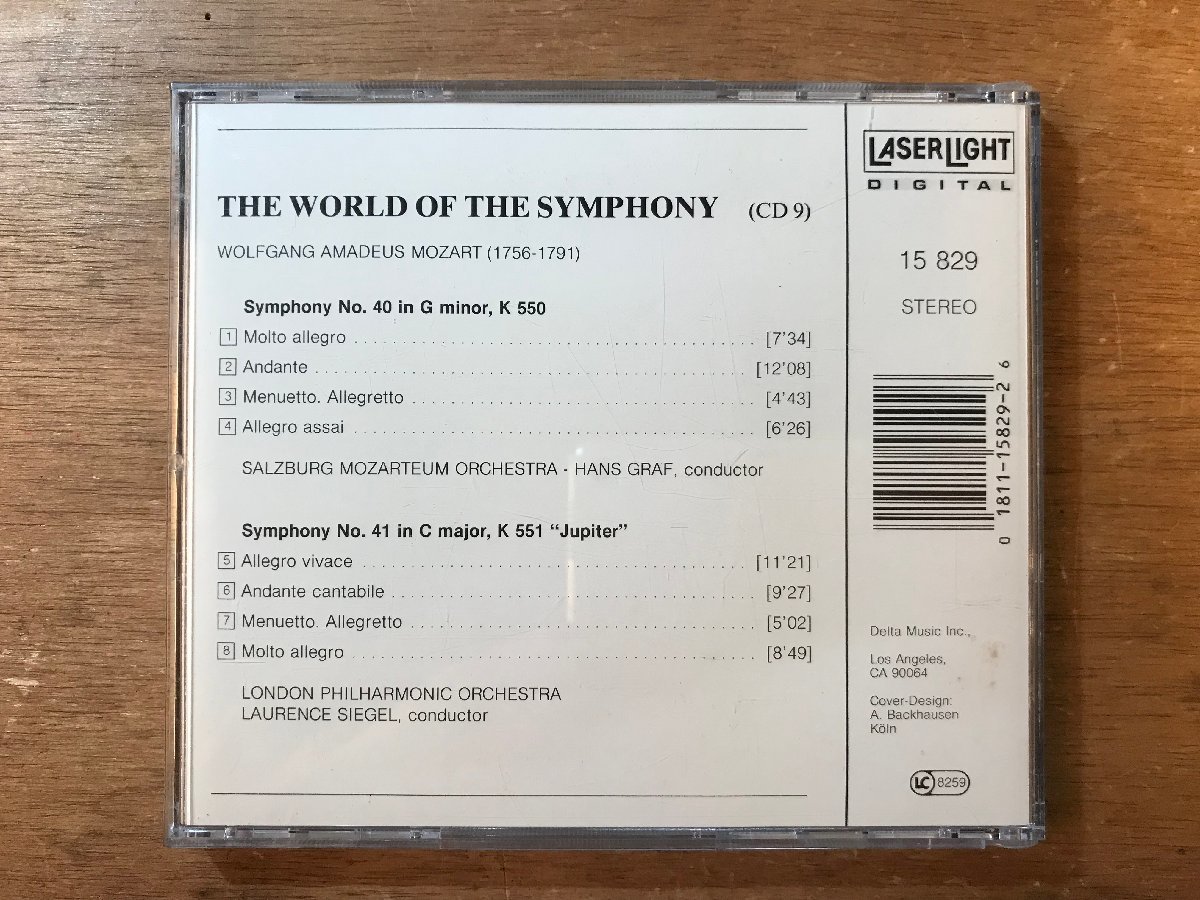 THE WORLD OF THE SYMPHONY (CD 9)
WOLFGANG AMADEUS MOZART (1756-1791)
Symphony No. 40 in G minor, K 550
1 Molto allegro [7'34]
2 Andante [12'08]
3 Menuetto. Allegretto [4'43]
4 Allegro assai [6'26]
SALZBURG MOZARTEUM ORCHESTRA - HANS GRAF, conductor
Symphony No. 41 in C major, K 551 “Jupiter”
5 Allegro vivace [11'21]
6 Andante cantabile [9'27]
7 Menuetto. Allegretto [5'02]
8 Molto allegro [8'49]
LONDON PHILHARMONIC ORCHESTRA
LAURENCE SIEGEL, conductor
LASERLIGHT
DIGITAL
15 829
STEREO
0 1811-15829-2 6
Delta Music Inc.,
Los Angeles,
CA 90064
Cover-Design:
A. Backhausen
Köln
LC 8259